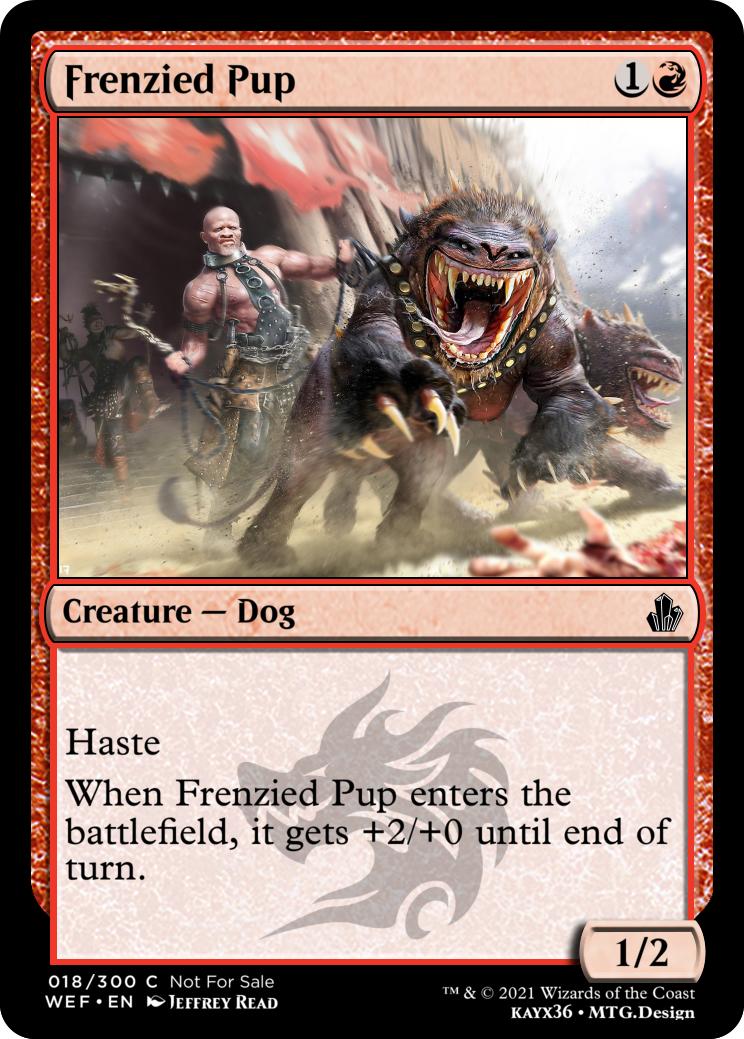 Frenzied Pup 1
Creature — Dog
Haste
When Frenzied Pup enters the
battlefield, it gets +2/+0 until end of
turn.
1/2
018/300 C Not For Sale
WEF • EN Jeffrey Read
™ & © 2021 Wizards of the Coast
KAYX36 • MTG.Design